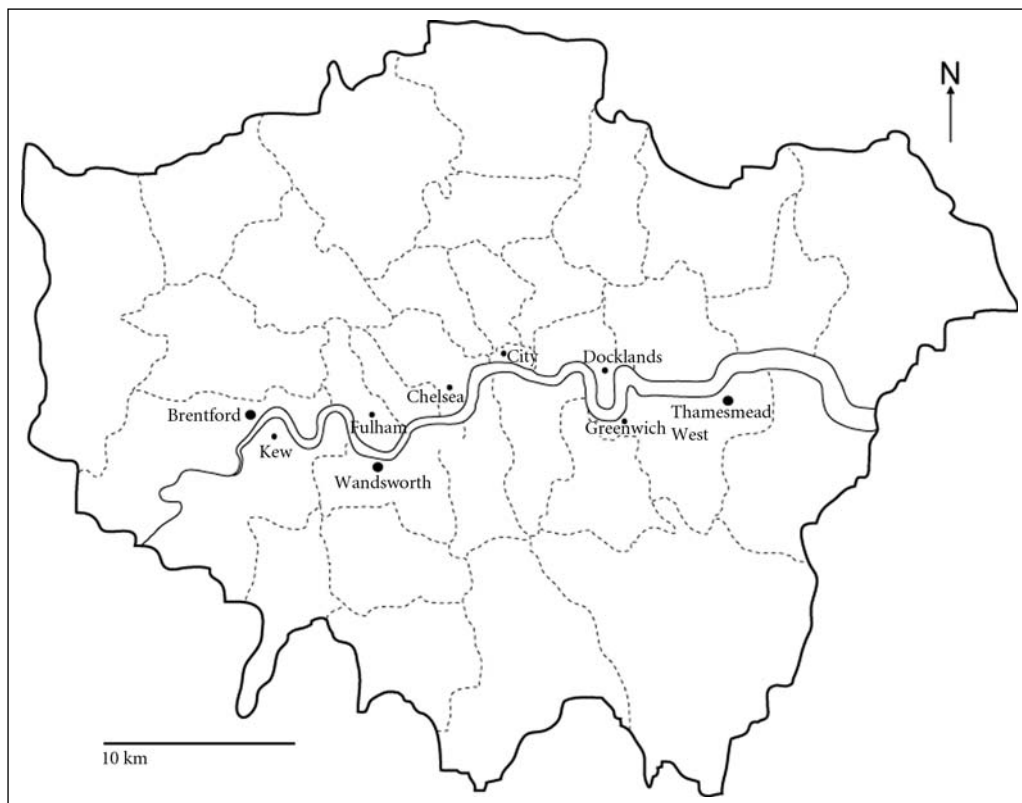 N
City
Docklands
Chelsea
Brentford
Fulham
Thamesmead
West
Greenwich
Kew
Wandsworth
10 km